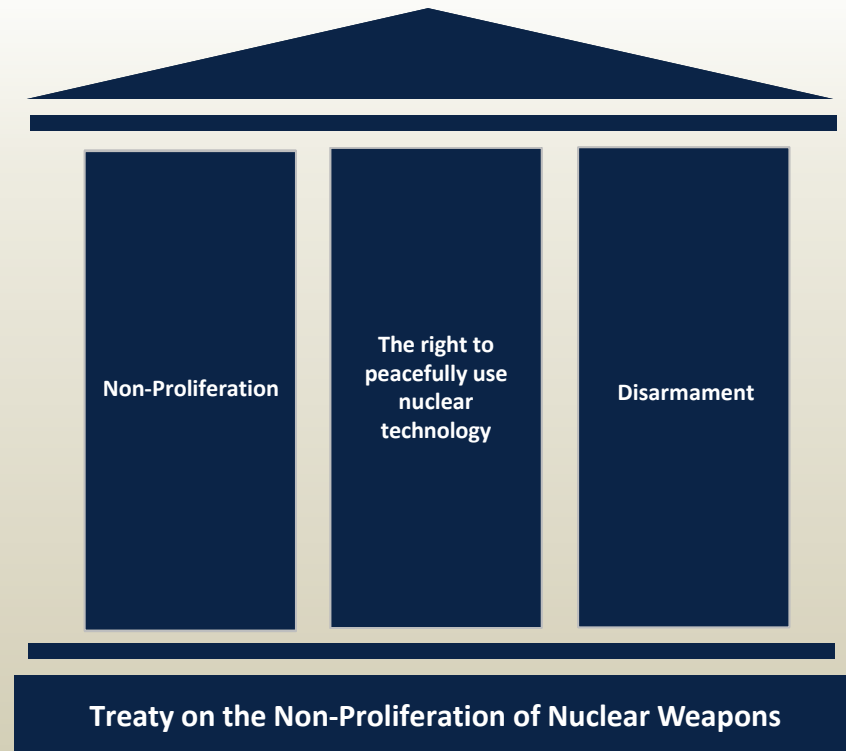 Non-Proliferation
The right to
peacefully use
nuclear
technology
Disarmament
Treaty on the Non-Proliferation of Nuclear Weapons